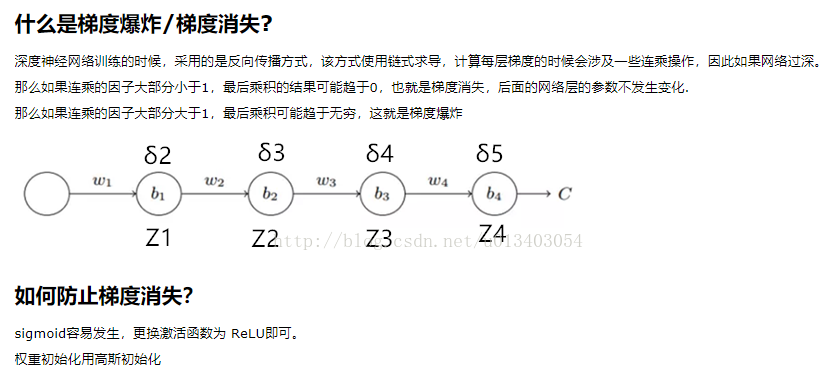 什么是梯度爆炸/梯度消失？
深度神经网络训练的时候，采用的是反向传播方式，该方式使用链式求导，计算每层梯度的时候会涉及一些连乘操作，因此如果网络过深。
那么如果连乘的因子大部分小于1，最后乘积的结果可能趋于0，也就是梯度消失，后面的网络层的参数不发生变化.
那么如果连乘的因子大部分大于1，最后乘积可能趋于无穷，这就是梯度爆炸
δ2 δ3 δ4 δ5
w1 w2 w3 w4
b1 b2 b3 b4 C
Z1 Z2 Z3 Z4
http://blog.csdn.net/u013403054
如何防止梯度消失？
sigmoid容易发生，更换激活函数为 ReLU即可。
权重初始化用高斯初始化